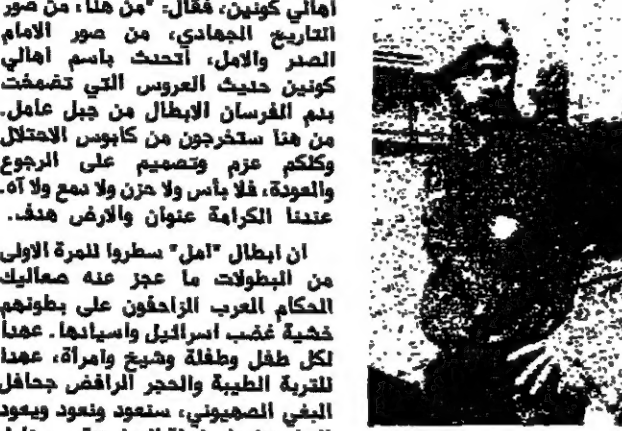 أهالي كونين، فقال: "من هنا، من صور
التاريخ الجهادي، من صور الامام
الصدر والامل، أتحدث باسم أهالي
كونين حديث العروس التي تضمخت
بدم الفرسان الابطال من جبل عامل.
من هنا ستخرجون من كابوس الاحتلال
وكلكم عزم وتصميم على الرجوع
والعودة، فلا يأس ولا حزن ولا دمع ولا آه.
عندنا الكرامة عنوان والارض هدف.
ان ابطال "امل" سطروا للمرة الاولى
من البطولات ما عجز عنه صعاليك
الحكام العرب الزاحفون على بطونهم
خشية غضب اسرائيل واسيادها. عهداً
لكل طفل وطفلة وشيخ وامرأة، عهداً
للتربة الطيبة والحجر الرافض جحافل
البغي الصهيوني، سنعود ونعود ويعود